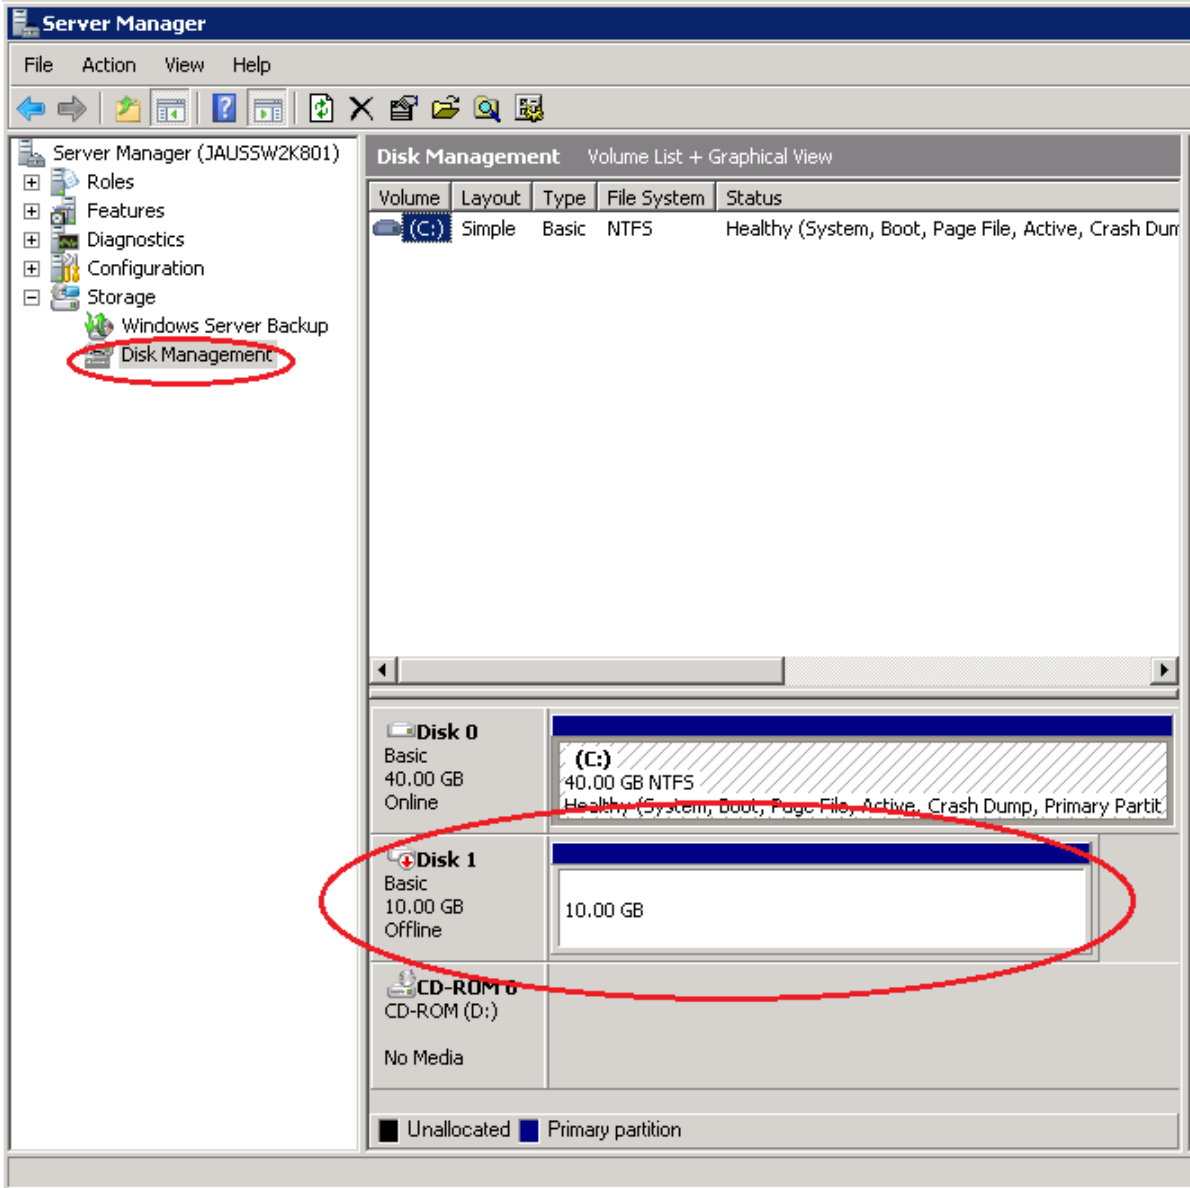 Server Manager
File Action View Help
Server Manager (JAUSSW2K801)
Roles
Features
Diagnostics
Configuration
Storage
Windows Server Backup
Disk Management
Disk Management Volume List + Graphical View
Volume Layout Type File System Status
(C:) Simple Basic NTFS Healthy (System, Boot, Page File, Active, Crash Dum
Disk 0
Basic
40.00 GB
Online
(C:)
40.00 GB NTFS
Healthy (System, Boot, Page File, Active, Crash Dump, Primary Partit
Disk 1
Basic
10.00 GB
Offline
10.00 GB
CD-ROM 0
CD-ROM (D:)
No Media
Unallocated Primary partition